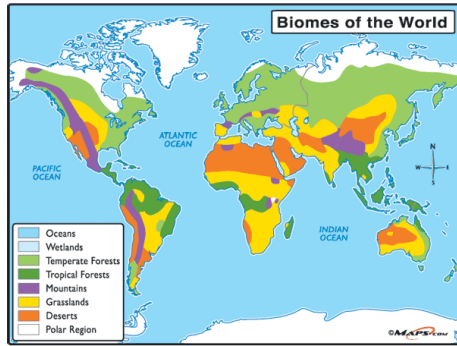 Biomes of the World
ATLANTIC
OCEAN
PACIFIC
OCEAN
N
W
E
S
INDIAN
OCEAN
Oceans
Wetlands
Temperate Forests
Tropical Forests
Mountains
Grasslands
Deserts
Polar Region
©MAPS.COM